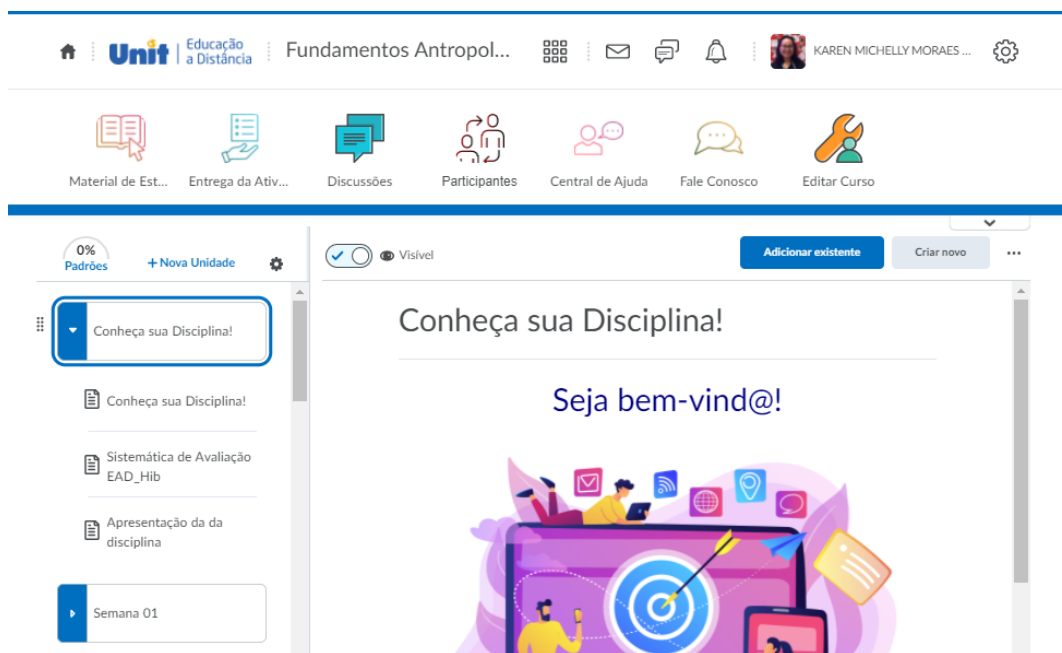 Unit Educação a Distância Fundamentos Antropol... KAREN MICHELLY MORAES ...
Material de Est... Entrega da Ativ... Discussões Participantes Central de Ajuda Fale Conosco Editar Curso
0%
Padrões + Nova Unidade
Visível Adicionar existente Criar novo ...
Conheça sua Disciplina!
Conheça sua Disciplina!
Sistemática de Avaliação
EAD_Hib
Apresentação da da
disciplina
Semana 01
Conheça sua Disciplina!
Seja bem-vind@!